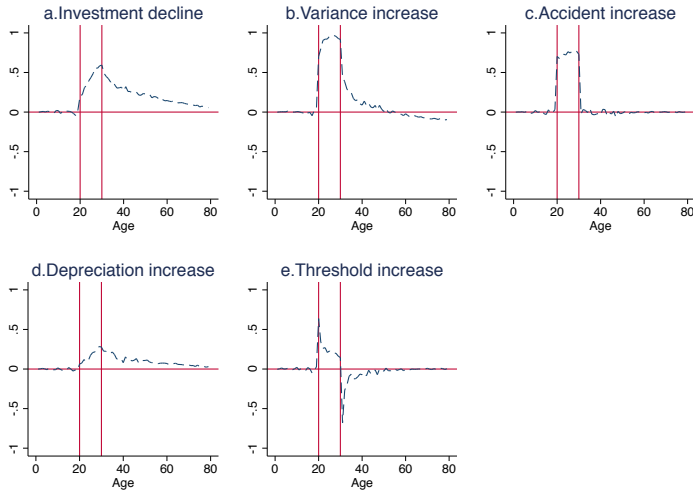 a.Investment decline
b.Variance increase
c.Accident increase
1
.5
0
-.5
-1
0 20 40 60 80
Age
1
.5
0
-.5
-1
0 20 40 60 80
Age
1
.5
0
-.5
-1
0 20 40 60 80
Age
d.Depreciation increase
e.Threshold increase
1
.5
0
-.5
-1
0 20 40 60 80
Age
1
.5
0
-.5
-1
0 20 40 60 80
Age